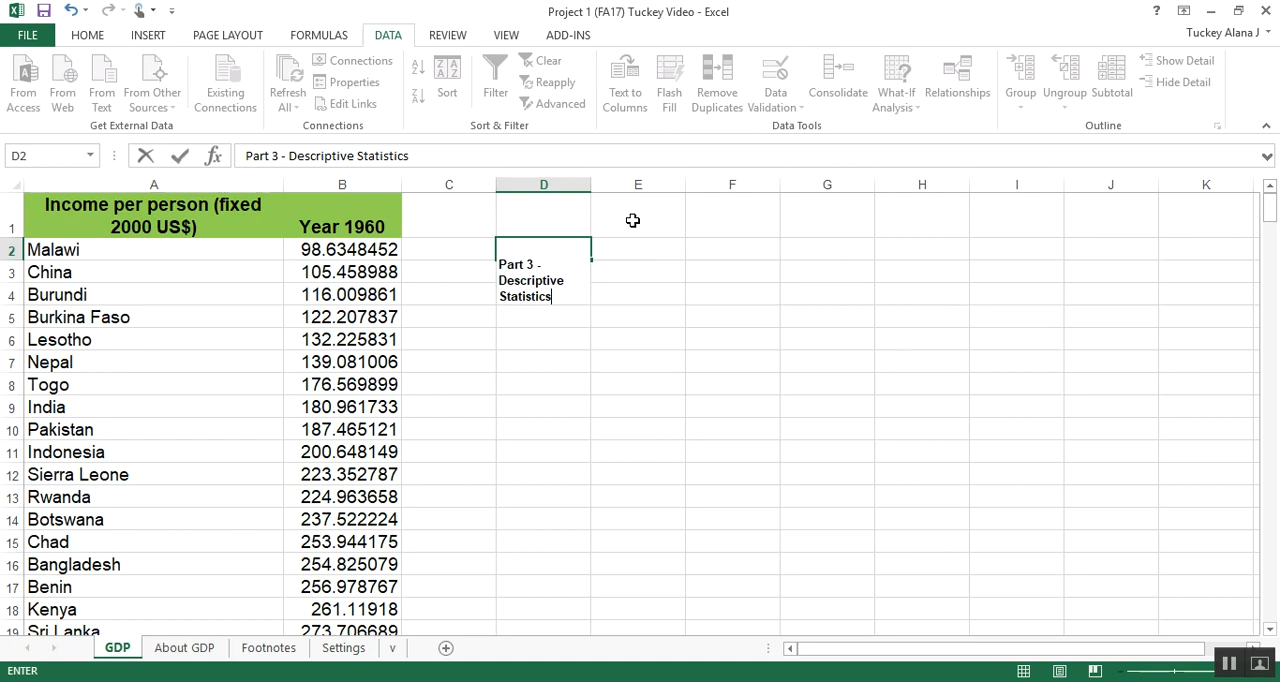 Project 1 (FA17) Tuckey Video - Excel
?
FILE HOME INSERT PAGE LAYOUT FORMULAS DATA REVIEW VIEW ADD-INS Tuckey Alana J
From Access
From Web
From Text
From Other Sources
Existing Connections
Get External Data
Refresh All
Connections
Properties
Edit Links
Connections
Sort
Filter
Clear
Reapply
Advanced
Sort & Filter
Text to Columns
Flash Fill
Remove Duplicates
Data Validation
Consolidate
What-If Analysis
Relationships
Data Tools
Group
Ungroup
Subtotal
Show Detail
Hide Detail
Outline
D2 fx Part 3 - Descriptive Statistics
A B C D E F G H I J K
Income per person (fixed
1 2000 US$) Year 1960
2 Malawi 98.6348452
3 China 105.458988
4 Burundi 116.009861
5 Burkina Faso 122.207837
6 Lesotho 132.225831
7 Nepal 139.081006
8 Togo 176.569899
9 India 180.961733
10 Pakistan 187.465121
11 Indonesia 200.648149
12 Sierra Leone 223.352787
13 Rwanda 224.963658
14 Botswana 237.522224
15 Chad 253.944175
16 Bangladesh 254.825079
17 Benin 256.978767
18 Kenya 261.11918
19 Sri Lanka 273.706689
Part 3 -
Descriptive
Statistics
GDP About GDP Footnotes Settings v
ENTER